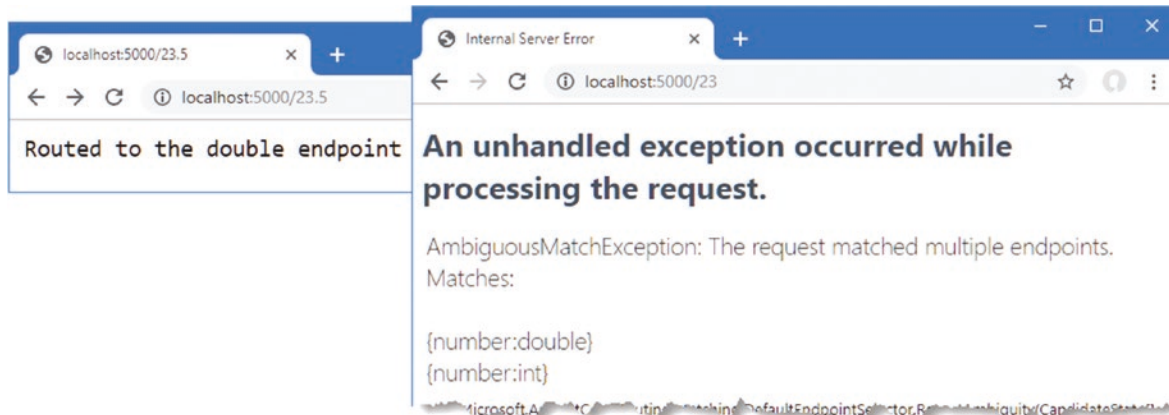 localhost:5000/23.5
localhost:5000/23.5
Routed to the double endpoint
Internal Server Error
localhost:5000/23
An unhandled exception occurred while
processing the request.
AmbiguousMatchException: The request matched multiple endpoints.
Matches:
{number:double}
{number:int}